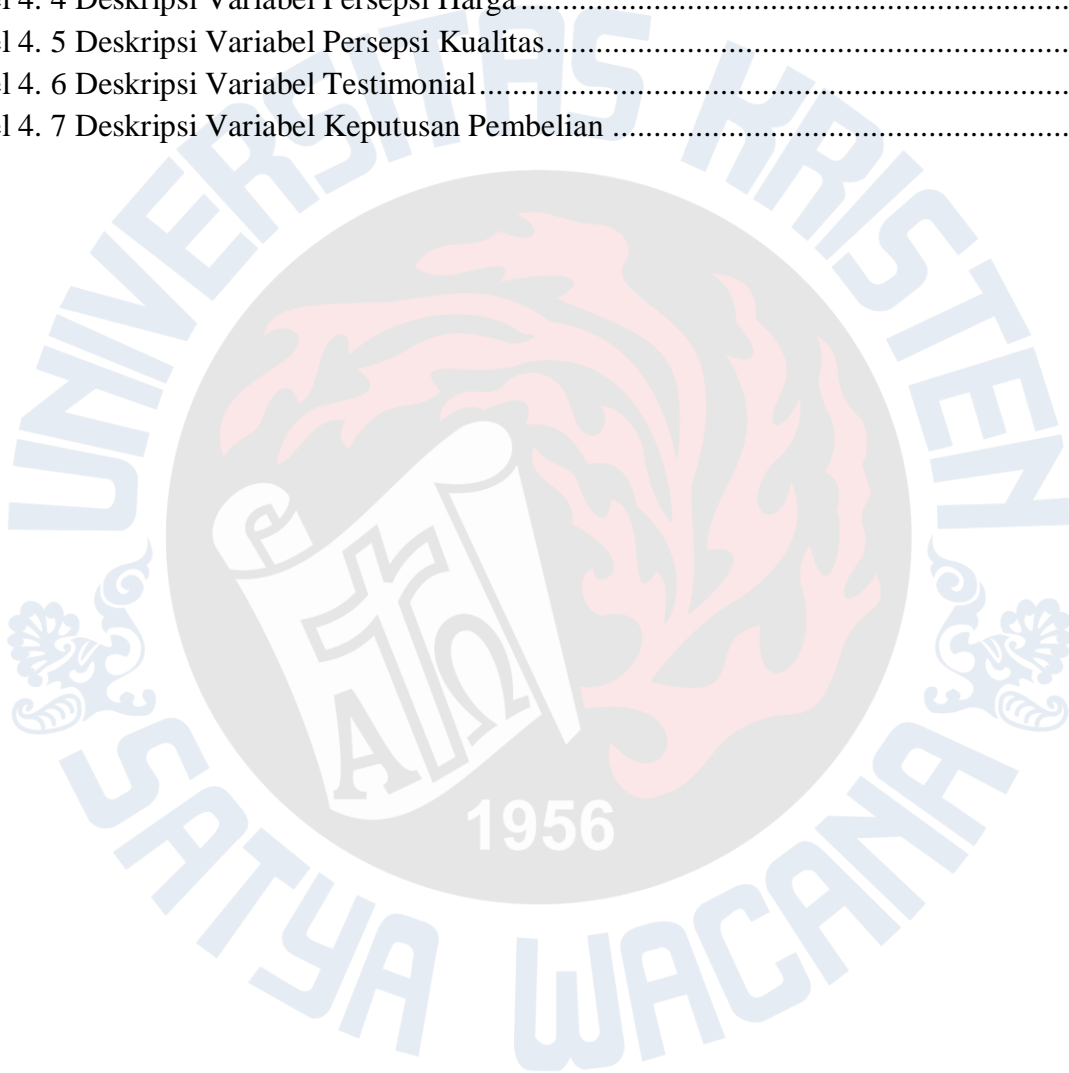 el 4. 4 Deskripsi Variabel Persepsi Harga
el 4. 5 Deskripsi Variabel Persepsi Kualitas
el 4. 6 Deskripsi Variabel Testimonial
el 4. 7 Deskripsi Variabel Keputusan Pembelian
UNIVERSITAS KRISTEN
ΑΩ
1956
SATYA WACANA